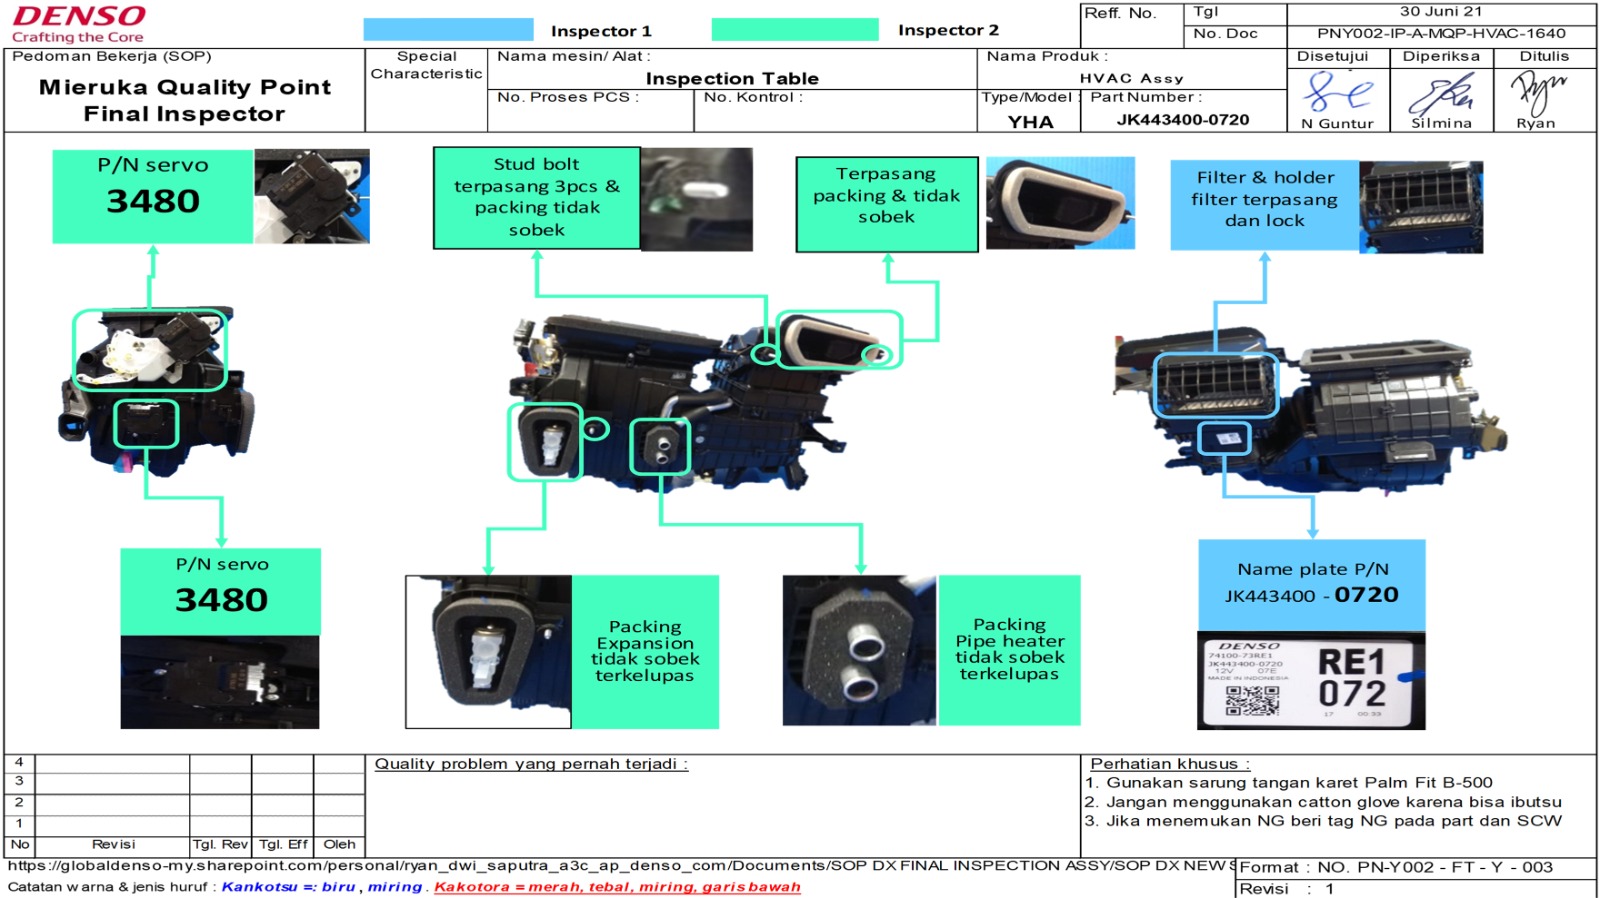 DENSO
Crafting the Core
Inspector 1
Inspector 2
Reff. No.
Tgl
30 Juni 21
No. Doc
PNY002-IP-A-MQP-HVAC-1640
Pedoman Bekerja (SOP)
Mieruka Quality Point
Final Inspector
Special
Characteristic
Nama mesin/ Alat :
Inspection Table
No. Proses PCS :
No. Kontrol :
Nama Produk :
HVAC Assy
Type/Model :
YHA
Part Number :
JK443400-0720
Disetujui
Diperiksa
Ditulis
N Guntur
Silmina
Ryan
P/N servo
3480
Stud bolt
terpasang 3pcs &
packing tidak
sobek
Terpasang
packing & tidak
sobek
Filter & holder
filter terpasang
dan lock
P/N servo
3480
Packing
Expansion
tidak sobek
terkelupas
Packing
Pipe heater
tidak sobek
terkelupas
Name plate P/N
JK443400 - 0720
DENSO
74100-73RE1
JK443400-0720
12V 07E
MADE IN INDONESIA
RE1
072
17 00:33
4
3
2
1
No Revisi Tgl. Rev Tgl. Eff Oleh
Quality problem yang pernah terjadi :
Perhatian khusus :
1. Gunakan sarung tangan karet Palm Fit B-500
2. Jangan menggunakan catton glove karena bisa ibutsu
3. Jika menemukan NG beri tag NG pada part dan SCW
https://globaldenso-my.sharepoint.com/personal/ryan_dwi_saputra_a3c_ap_denso_com/Documents/SOP DX FINAL INSPECTION ASSY/SOP DX NEW S
Format : NO. PN-Y002 - FT - Y - 003
Catatan warna & jenis huruf : Kankotsu =: biru , miring . Kakotora = merah, tebal, miring, garis bawah
Revisi : 1